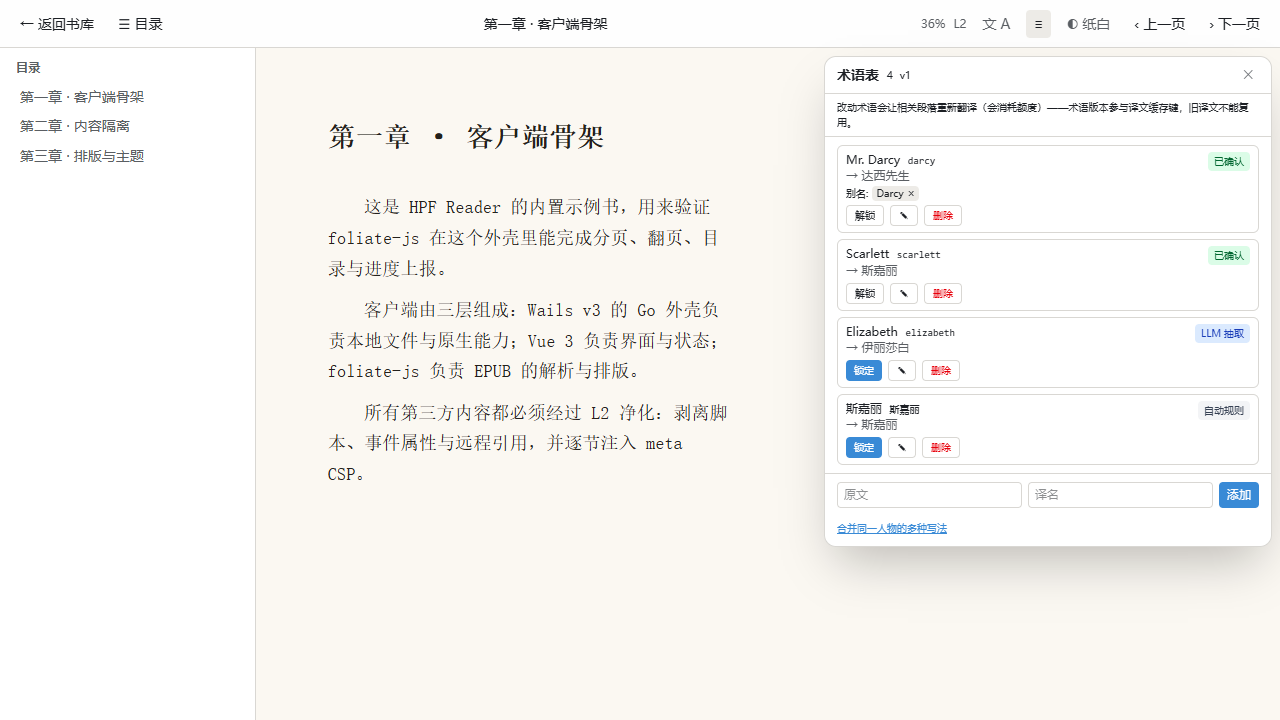 ← 返回书库
☰ 目录
第一章 · 客户端骨架
36% L2 文 A ≡ ◐ 纸白 ‹ 上一页 › 下一页
目录
第一章 · 客户端骨架
第二章 · 内容隔离
第三章 · 排版与主题
第一章 · 客户端骨架
这是 HPF Reader 的内置示例书，用来验证
foliate-js 在这个外壳里能完成分页、翻页、目
录与进度上报。
客户端由三层组成：Wails v3 的 Go 外壳负
责本地文件与原生能力；Vue 3 负责界面与状态；
foliate-js 负责 EPUB 的解析与排版。
所有第三方内容都必须经过 L2 净化：剥离脚
本、事件属性与远程引用，并逐节注入 meta
CSP。
术语表 4 v1 ×
改动术语会让相关段落重新翻译（会消耗额度）——术语版本参与译文缓存键，旧译文不能复
用。
Mr. Darcy darcy 已确认
→ 达西先生
别名: Darcy ×
解锁 删除
Scarlett scarlett 已确认
→ 斯嘉丽
解锁 删除
Elizabeth elizabeth LLM 抽取
→ 伊丽莎白
锁定 删除
斯嘉丽 斯嘉丽 自动规则
→ 斯嘉丽
锁定 删除
原文 译名 添加
合并同一人物的多种写法